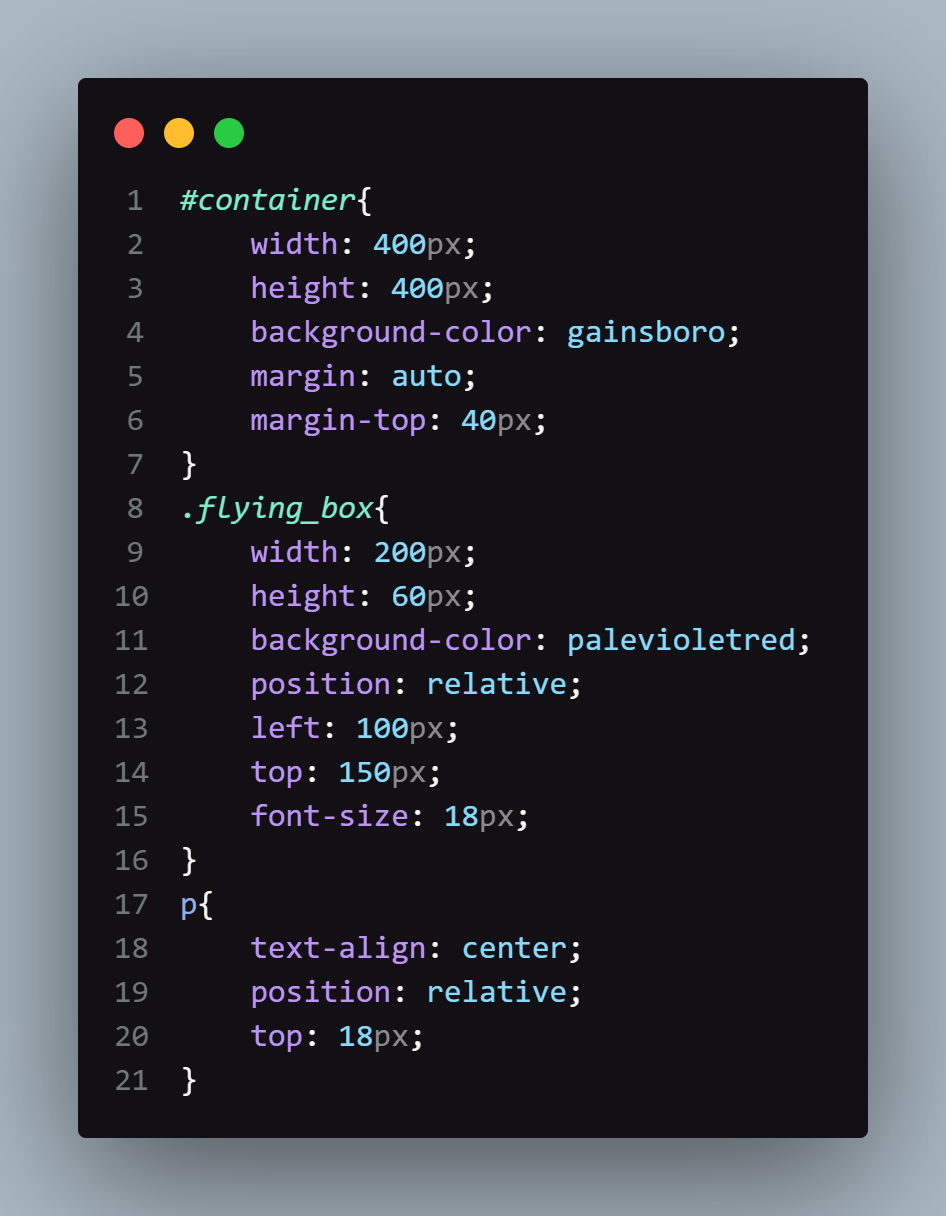 1 #container{
2     width: 400px;
3     height: 400px;
4     background-color: gainsboro;
5     margin: auto;
6     margin-top: 40px;
7 }
8 .flying_box{
9     width: 200px;
10     height: 60px;
11     background-color: palevioletred;
12     position: relative;
13     left: 100px;
14     top: 150px;
15     font-size: 18px;
16 }
17 p{
18     text-align: center;
19     position: relative;
20     top: 18px;
21 }